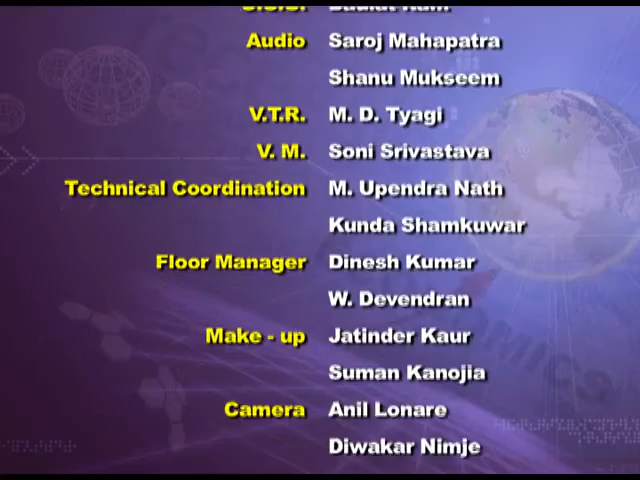 Audio Saroj Mahapatra
Shanu Mukseem
V.T.R. M. D. Tyagi
V. M. Soni Srivastava
Technical Coordination M. Upendra Nath
Kunda Shamkuwar
Floor Manager Dinesh Kumar
W. Devendran
Make - up Jatinder Kaur
Suman Kanojia
Camera Anil Lonare
Diwakar Nimje